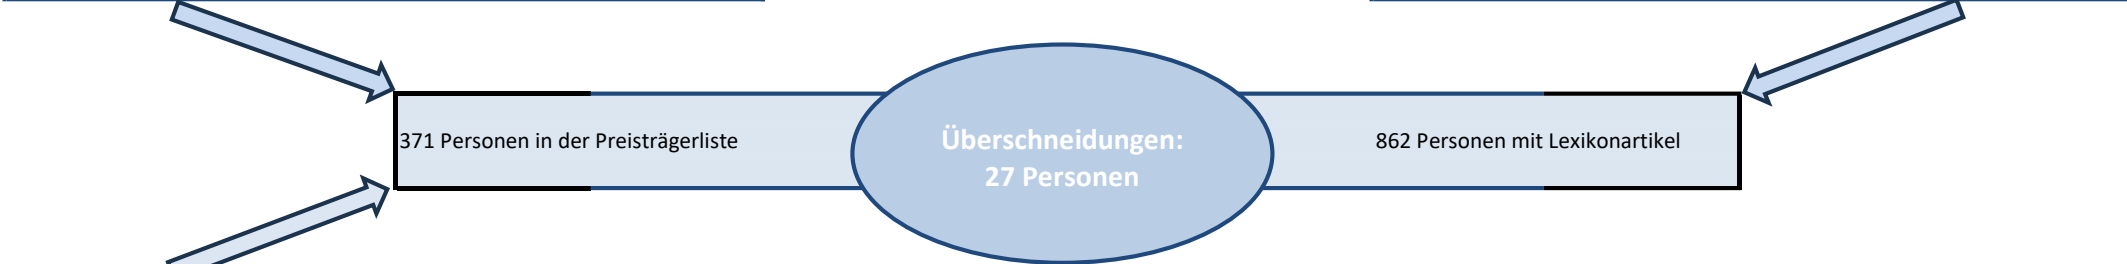 371 Personen in der Preisträgerliste
Überschneidungen:
27 Personen
862 Personen mit Lexikonartikel